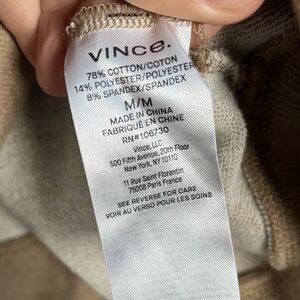 VINCE.
78% COTTON/COTON
14% POLYESTER/POLYESTER
8% SPANDEX/SPANDEX
M/M
MADE IN CHINA
FABRIQUÉ EN CHINE
RN#106730
Vince, LLC
500 Fifth Avenue, 20th Floor
New York, NY 10110
11 Rue Saint Florentin
75008 Paris France
SEE REVERSE FOR CARE
VOIR AU VERSO POUR LES SOINS